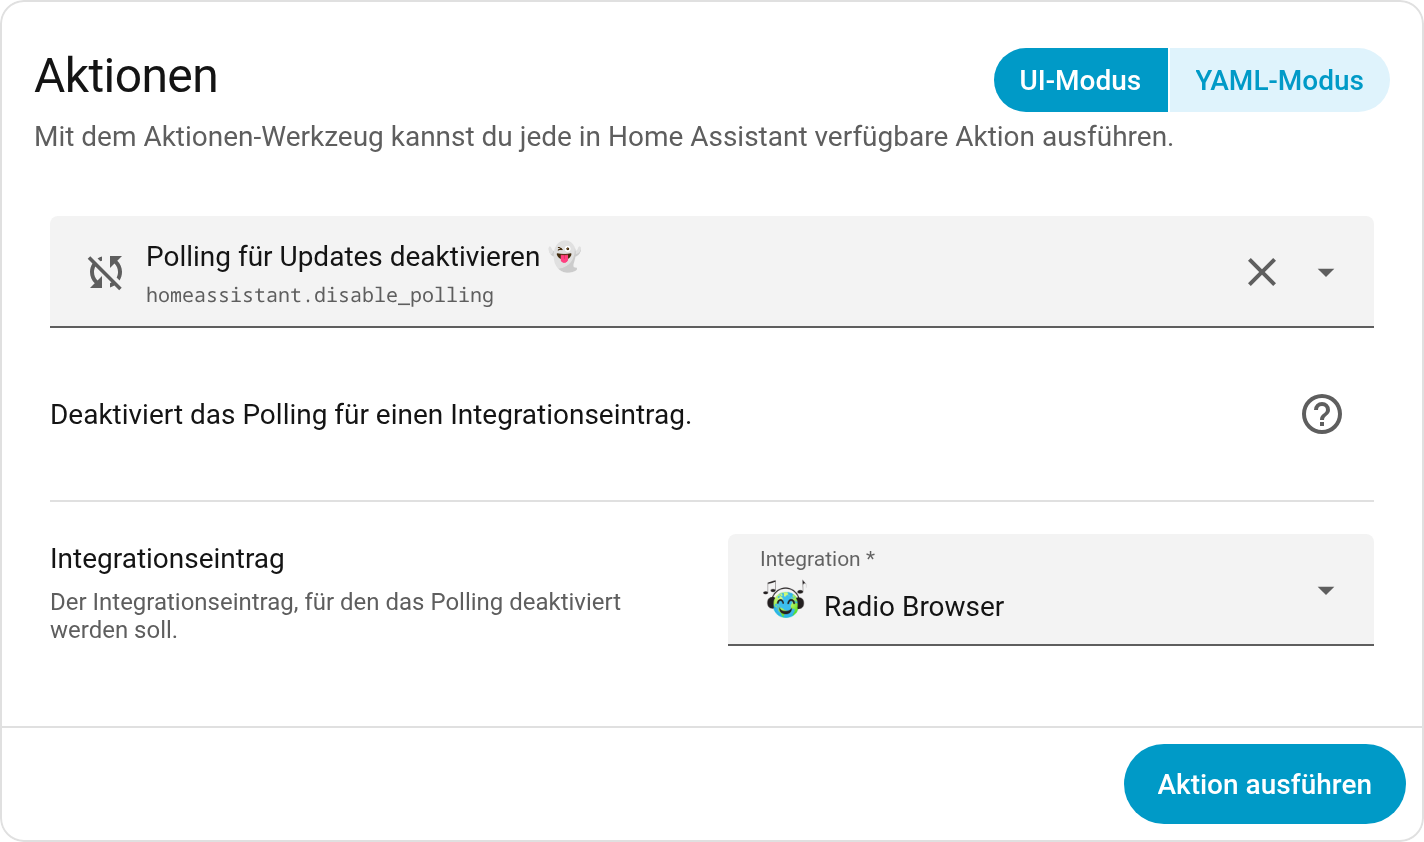 Aktionen
UI-Modus
YAML-Modus
Mit dem Aktionen-Werkzeug kannst du jede in Home Assistant verfügbare Aktion ausführen.
Polling für Updates deaktivieren 👻
homeassistant.disable_polling
Deaktiviert das Polling für einen Integrationseintrag.
Integrationseintrag
Der Integrationseintrag, für den das Polling deaktiviert
werden soll.
Integration *
Radio Browser
Aktion ausführen